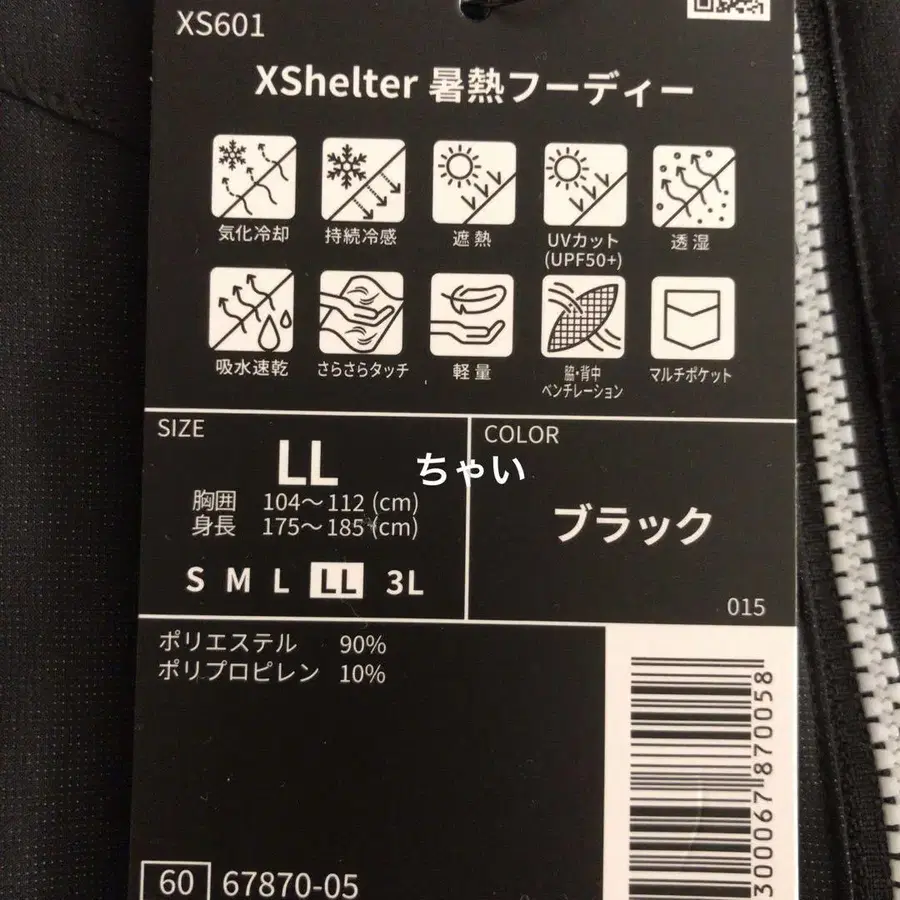 XS601
XShelter 暑熱フーディー
気化冷却 持続冷感 遮熱 UVカット (UPF50+) 透湿
吸水速乾 さらさらタッチ 軽量 脇・背中 ベンチレーション マルチポケット
SIZE
LL
胸囲 104〜112 (cm)
身長 175〜185 (cm)
S M L LL 3L
COLOR
ブラック
015
ちゃい
ポリエステル 90%
ポリプロピレン 10%
60 67870-05
300067870058